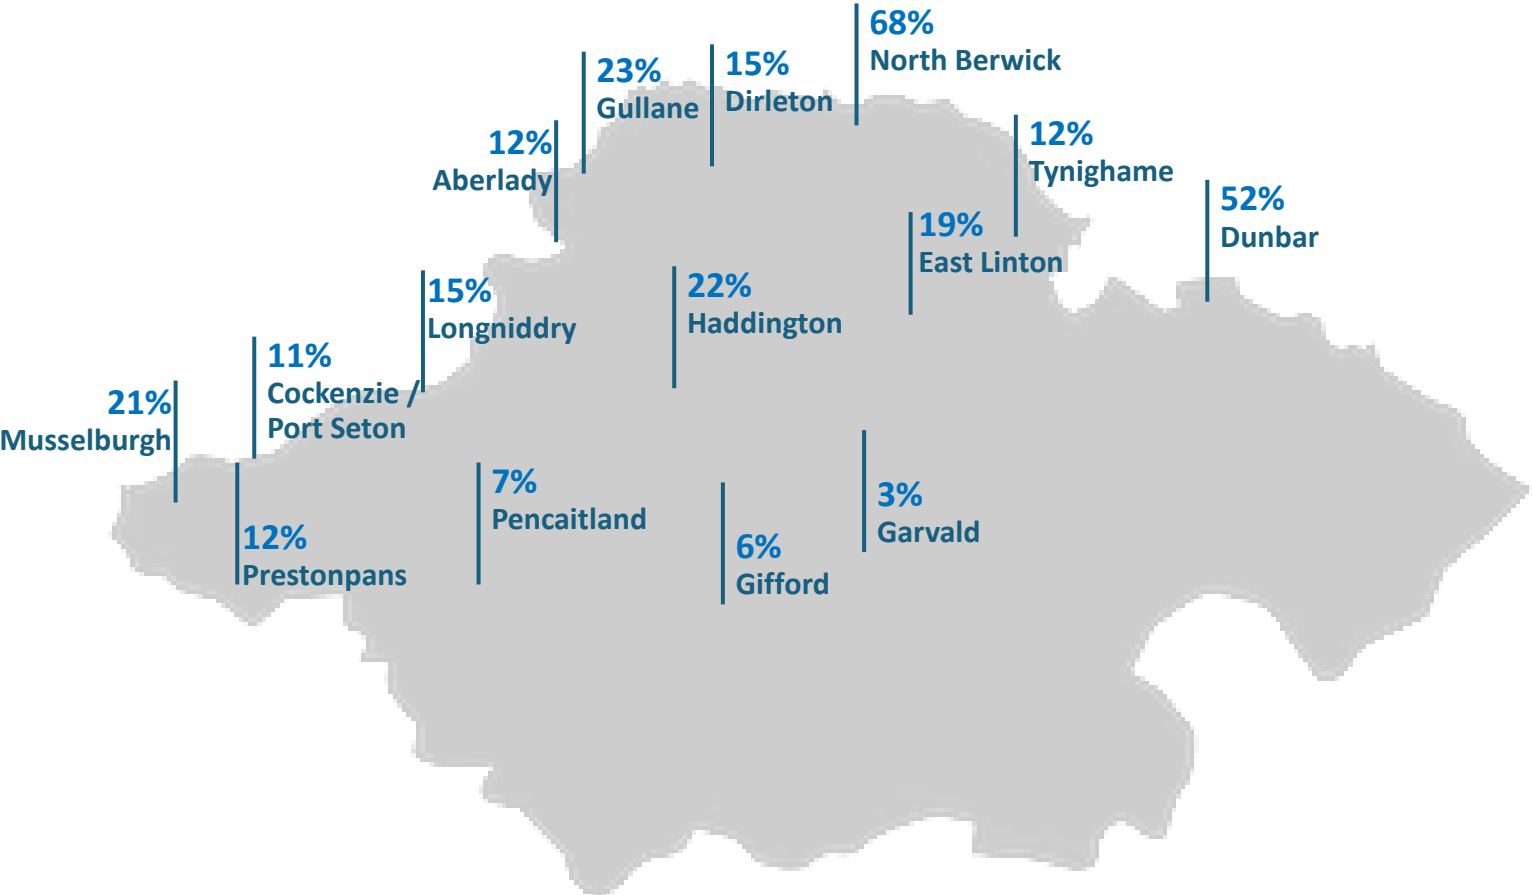 68%
North Berwick
23%
Gullane
15%
Dirleton
12%
Aberlady
12%
Tynighame
52%
Dunbar
19%
East Linton
15%
Longniddry
22%
Haddington
11%
Cockenzie /
Port Seton
21%
Musselburgh
7%
Pencaitland
3%
Garvald
12%
Prestonpans
6%
Gifford